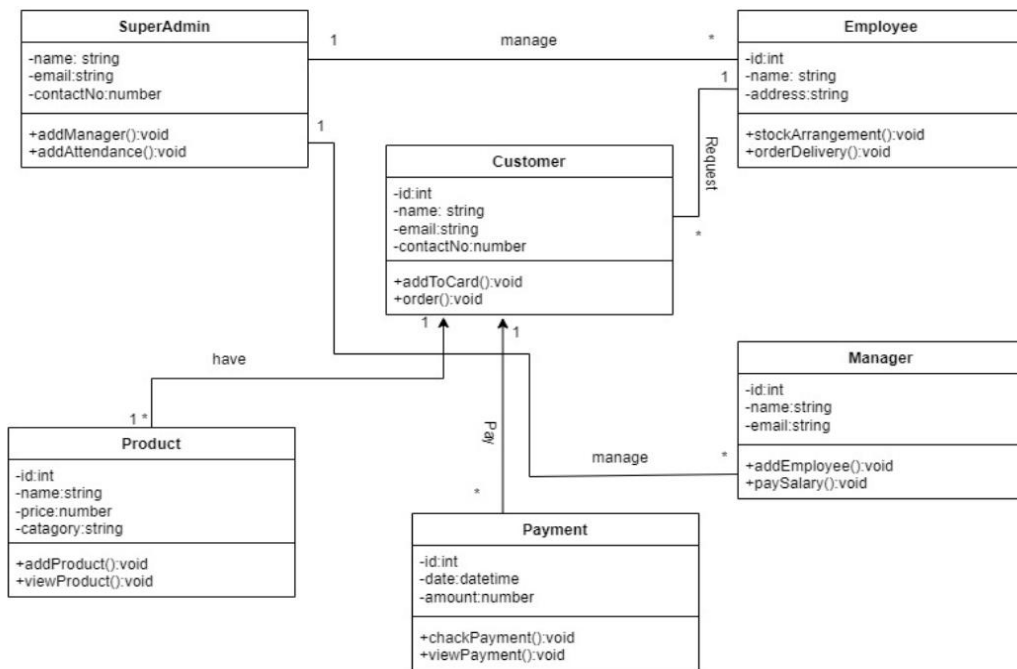 SuperAdmin
-name: string
-email:string
-contactNo:number
+addManager():void
+addAttendance():void
1
manage
*
Employee
-id:int
-name: string
-address:string
+stockArrangement():void
+orderDelivery():void
1
Request
*
1
Customer
-id:int
-name: string
-email:string
-contactNo:number
+addToCard():void
+order():void
1
1
have
1 *
Product
-id:int
-name:string
-price:number
-catagory:string
+addProduct():void
+viewProduct():void
Pay
*
Payment
-id:int
-date:datetime
-amount:number
+chackPayment():void
+viewPayment():void
manage
*
Manager
-id:int
-name:string
-email:string
+addEmployee():void
+paySalary():void